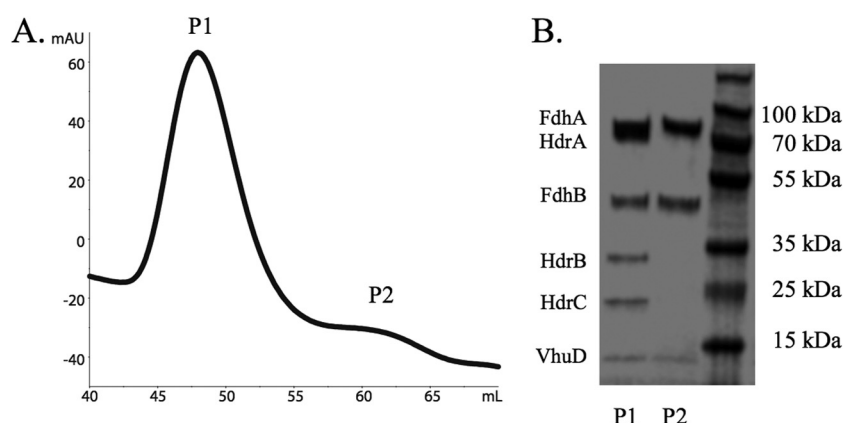 A.
mAU
60
40
20
0
-20
-40
40 45 50 55 60 65 mL
P1
P2
B.
FdhA
HdrA
FdhB
HdrB
HdrC
VhuD
100 kDa
70 kDa
55 kDa
35 kDa
25 kDa
15 kDa
P1 P2